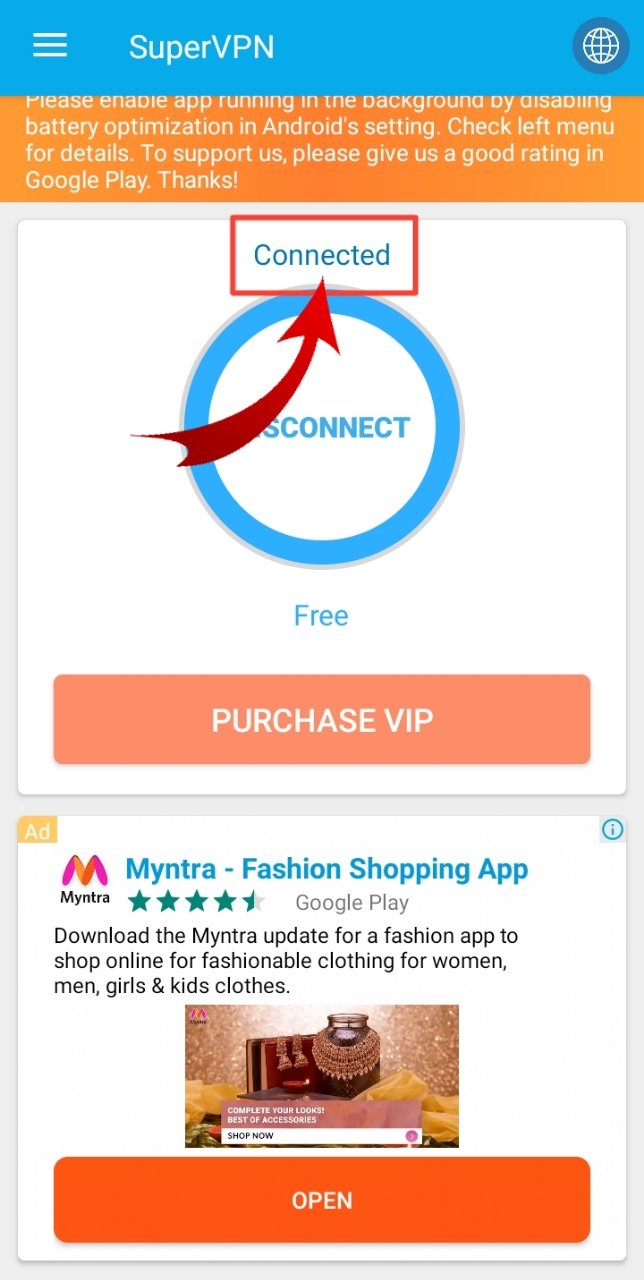 SuperVPN
Please enable app running in the background by disabling
battery optimization in Android's setting. Check left menu
for details. To support us, please give us a good rating in
Google Play. Thanks!
Connected
SCONNECT
Free
PURCHASE VIP
Ad
Myntra - Fashion Shopping App
Myntra
Google Play
Download the Myntra update for a fashion app to
shop online for fashionable clothing for women,
men, girls & kids clothes.
Myntra
COMPLETE YOUR LOOKS!
BEST OF ACCESSORIES
SHOP NOW
OPEN